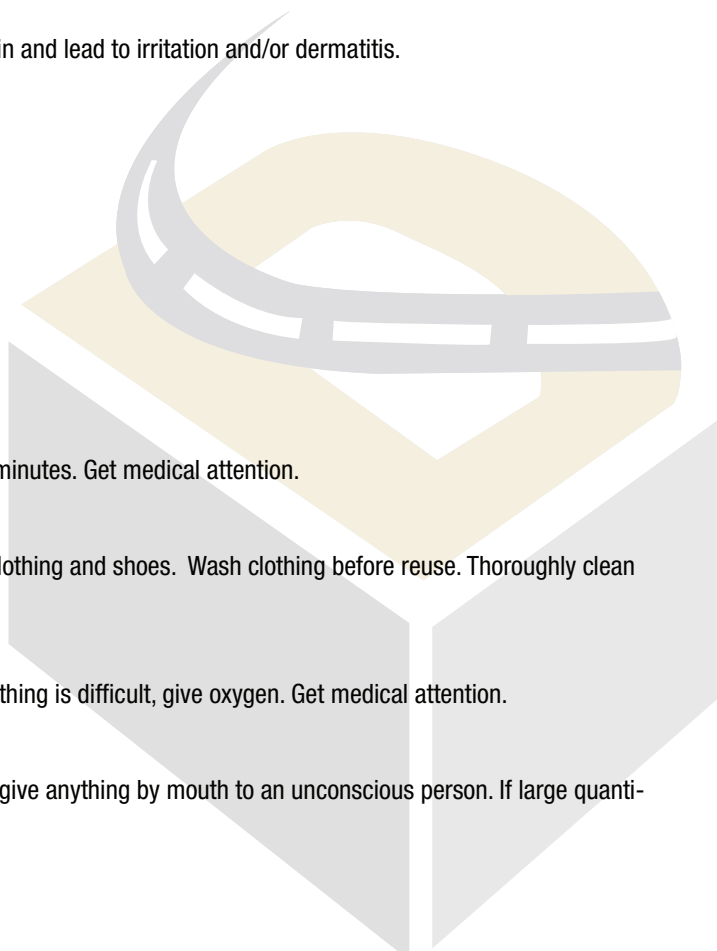 in and lead to irritation and/or dermatitis.
minutes. Get medical attention.
lothing and shoes.  Wash clothing before reuse. Thoroughly clean
thing is difficult, give oxygen. Get medical attention.
give anything by mouth to an unconscious person. If large quanti-